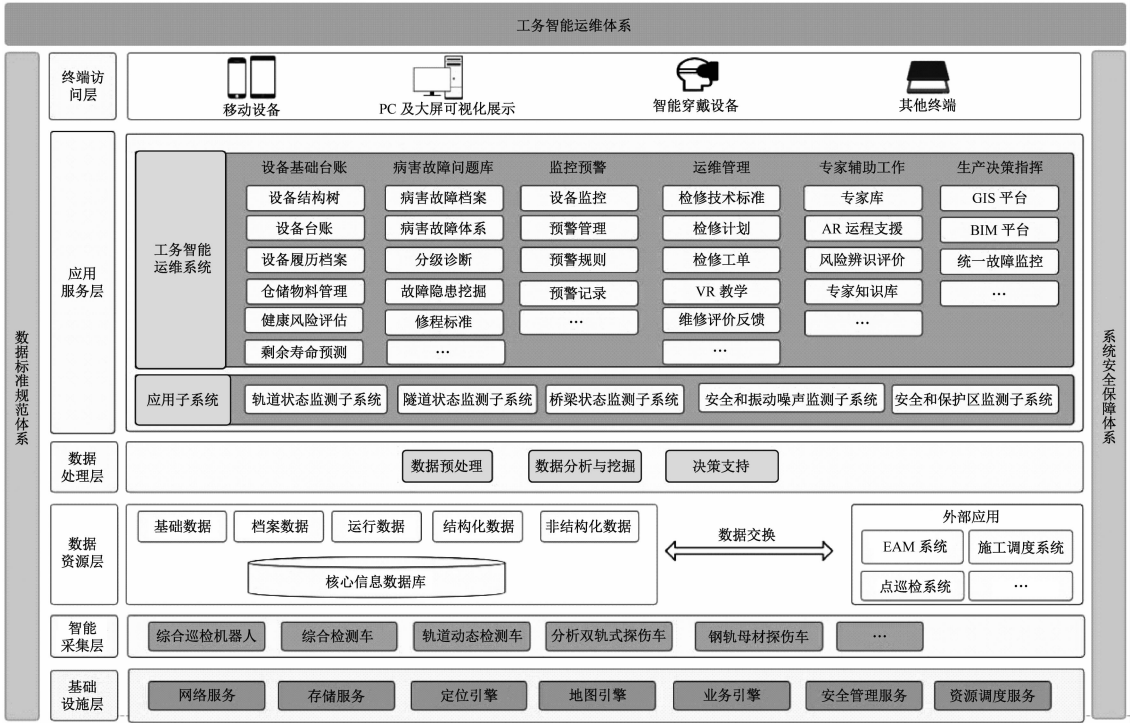 工务智能运维体系
数据标准规范体系
终端访
问层
移动设备
PC 及大屏可视化展示
智能穿戴设备
其他终端
应用
服务层
工务智能
运维系统
设备基础台账
设备结构树
设备台账
设备履历档案
仓储物料管理
健康风险评估
剩余寿命预测
病害故障问题库
病害故障档案
病害故障体系
分级诊断
故障隐患挖掘
修程标准
…
监控预警
设备监控
预警管理
预警规则
预警记录
…
运维管理
检修技术标准
检修计划
检修工单
VR 教学
维修评价反馈
…
专家辅助工作
专家库
AR 运程支援
风险辨识评价
专家知识库
…
生产决策指挥
GIS 平台
BIM 平台
统一故障监控
…
应用子系统
轨道状态监测子系统
隧道状态监测子系统
桥梁状态监测子系统
安全和振动噪声监测子系统
安全和保护区监测子系统
数据
处理层
数据预处理
数据分析与挖掘
决策支持
数据
资源层
基础数据
档案数据
运行数据
结构化数据
非结构化数据
核心信息数据库
数据交换
外部应用
EAM 系统
施工调度系统
点巡检系统
…
智能
采集层
综合巡检机器人
综合检测车
轨道动态检测车
分析双轨式探伤车
钢轨母材探伤车
…
基础
设施层
网络服务
存储服务
定位引擎
地图引擎
业务引擎
安全管理服务
资源调度服务
系统安全保障体系